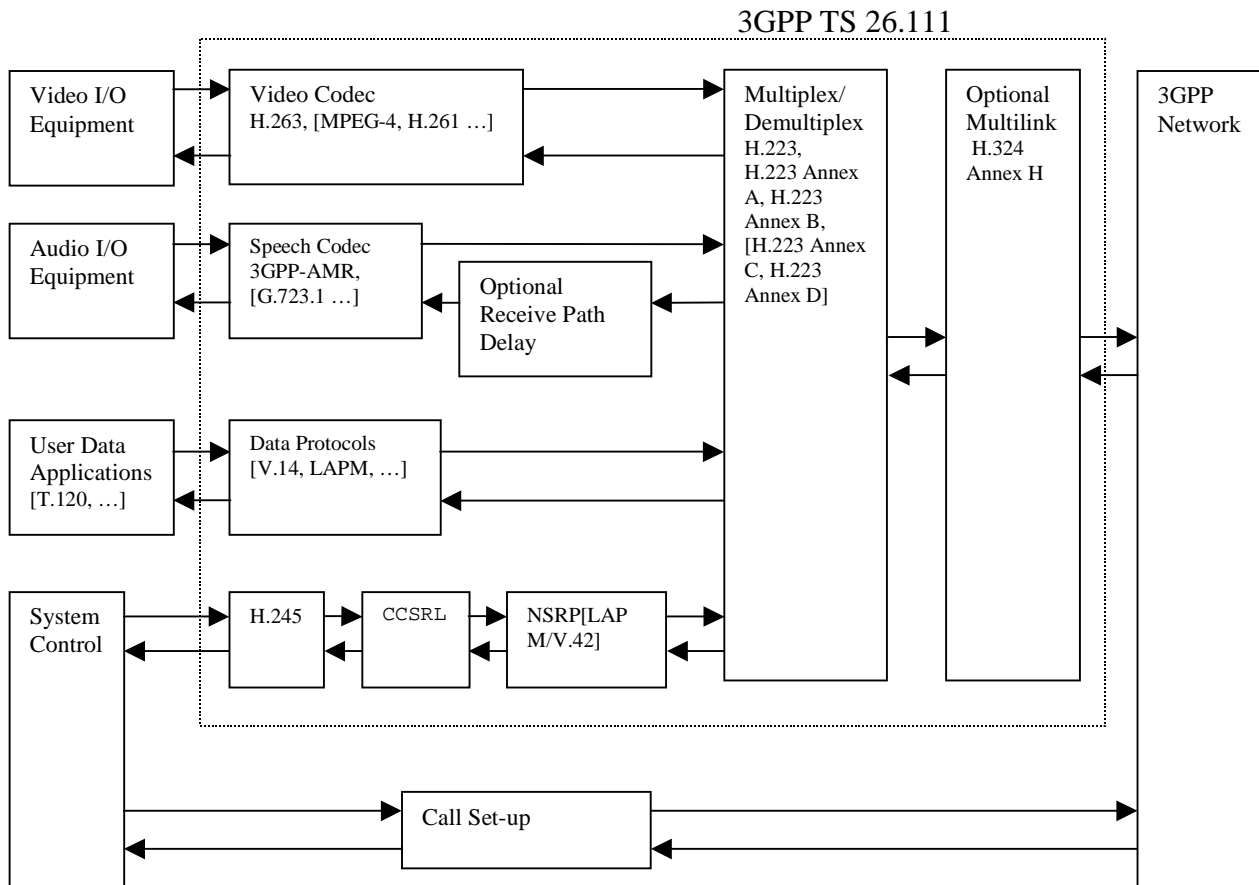 3GPP TS 26.111
Video I/O
Equipment
Video Codec
H.263, [MPEG-4, H.261 …]
Multiplex/
Demultiplex
H.223,
H.223 Annex
A, H.223
Annex B,
[H.223 Annex
C, H.223
Annex D]
Optional
Multilink
H.324
Annex H
3GPP
Network
Audio I/O
Equipment
Speech Codec
3GPP-AMR,
[G.723.1 …]
Optional
Receive Path
Delay
User Data
Applications
[T.120, …]
Data Protocols
[V.14, LAPM, …]
System
Control
H.245
CCSRL
NSRP[LAP
M/V.42]
Call Set-up